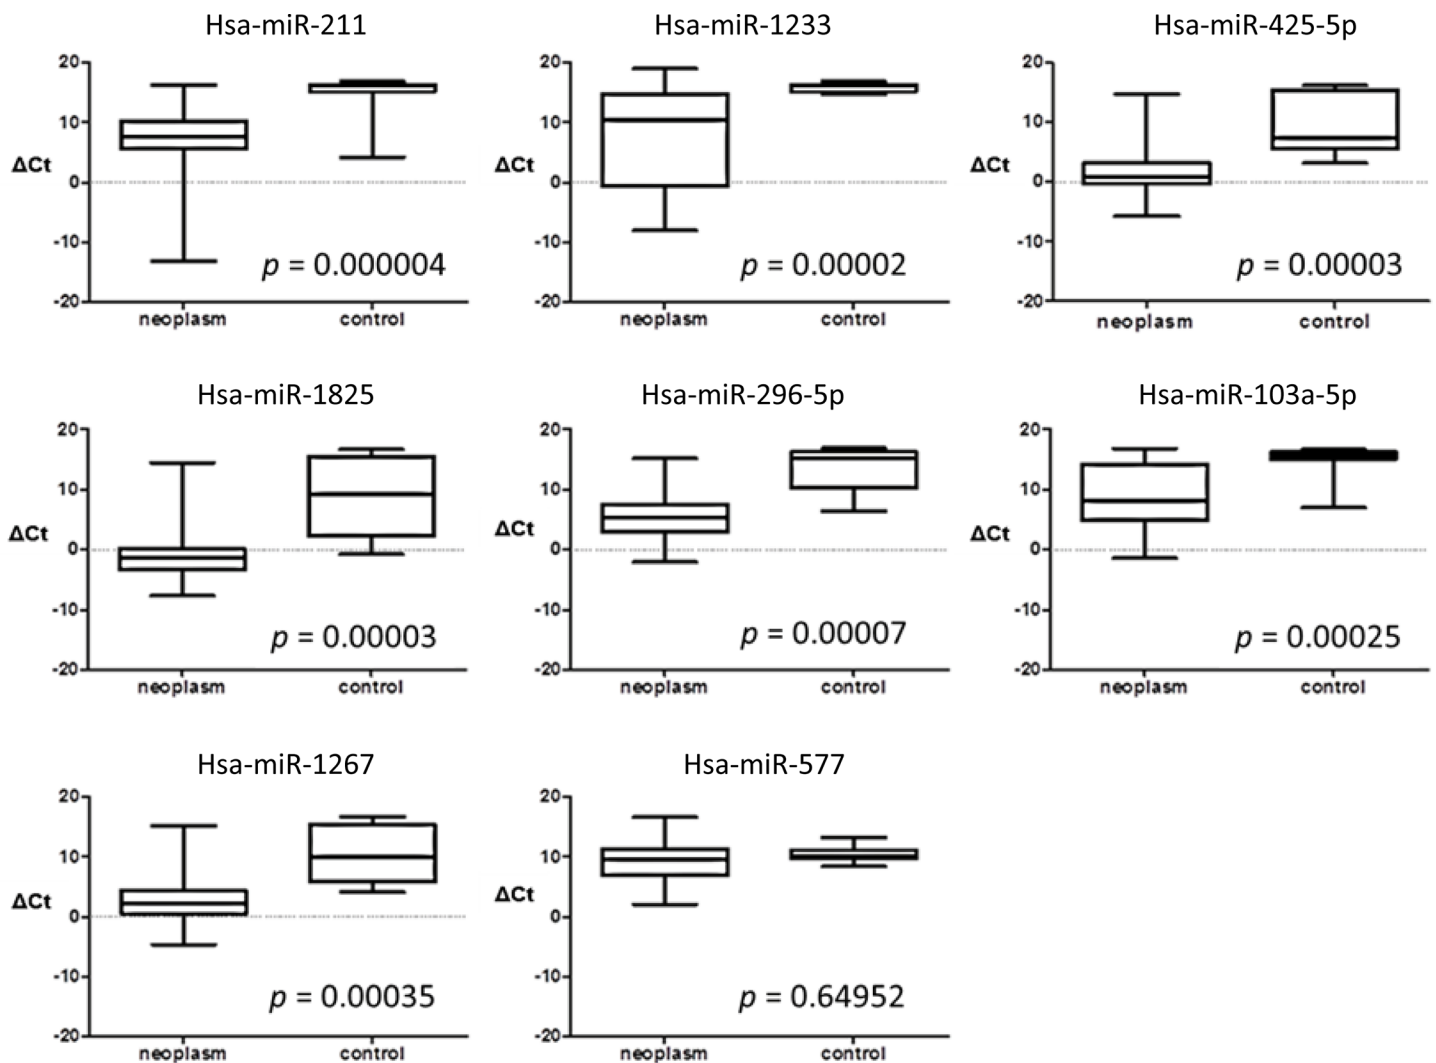 Hsa-miR-211
20
10
ΔCt
0
-10
p = 0.000004
-20
neoplasm control
Hsa-miR-1233
20
10
ΔCt
0
-10
p = 0.00002
-20
neoplasm control
Hsa-miR-425-5p
20
10
ΔCt
0
-10
p = 0.00003
-20
neoplasm control
Hsa-miR-1825
20
10
ΔCt
0
-10
p = 0.00003
-20
neoplasm control
Hsa-miR-296-5p
20
10
ΔCt
0
-10
p = 0.00007
-20
neoplasm control
Hsa-miR-103a-5p
20
10
ΔCt
0
-10
p = 0.00025
-20
neoplasm control
Hsa-miR-1267
20
10
ΔCt
0
-10
p = 0.00035
-20
neoplasm control
Hsa-miR-577
20
10
ΔCt
0
-10
p = 0.64952
-20
neoplasm control